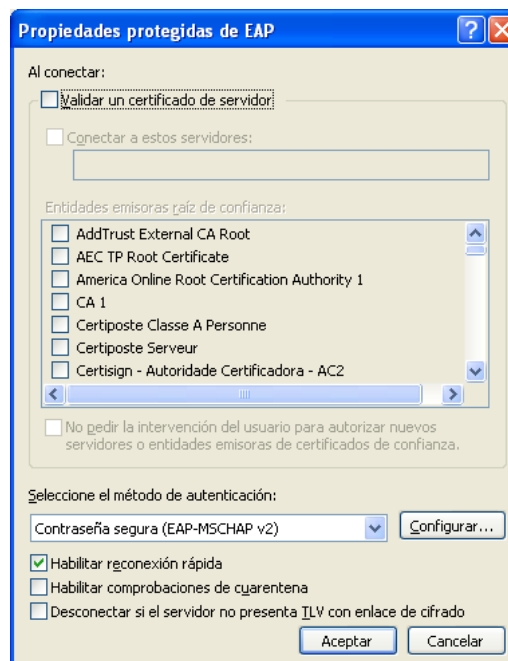 Propiedades protegidas de EAP
Al conectar:
Validar un certificado de servidor
Conectar a estos servidores:
Entidades emisoras raíz de confianza:
AddTrust External CA Root
AEC TP Root Certificate
America Online Root Certification Authority 1
CA 1
Certiposte Classe A Personne
Certiposte Serveur
Certisign - Autoridade Certificadora - AC2
No pedir la intervención del usuario para autorizar nuevos
servidores o entidades emisoras de certificados de confianza.
Seleccione el método de autenticación:
Contraseña segura (EAP-MSCHAP v2)
Configurar...
Habilitar reconexión rápida
Habilitar comprobaciones de cuarentena
Desconectar si el servidor no presenta TLV con enlace de cifrado
Aceptar
Cancelar